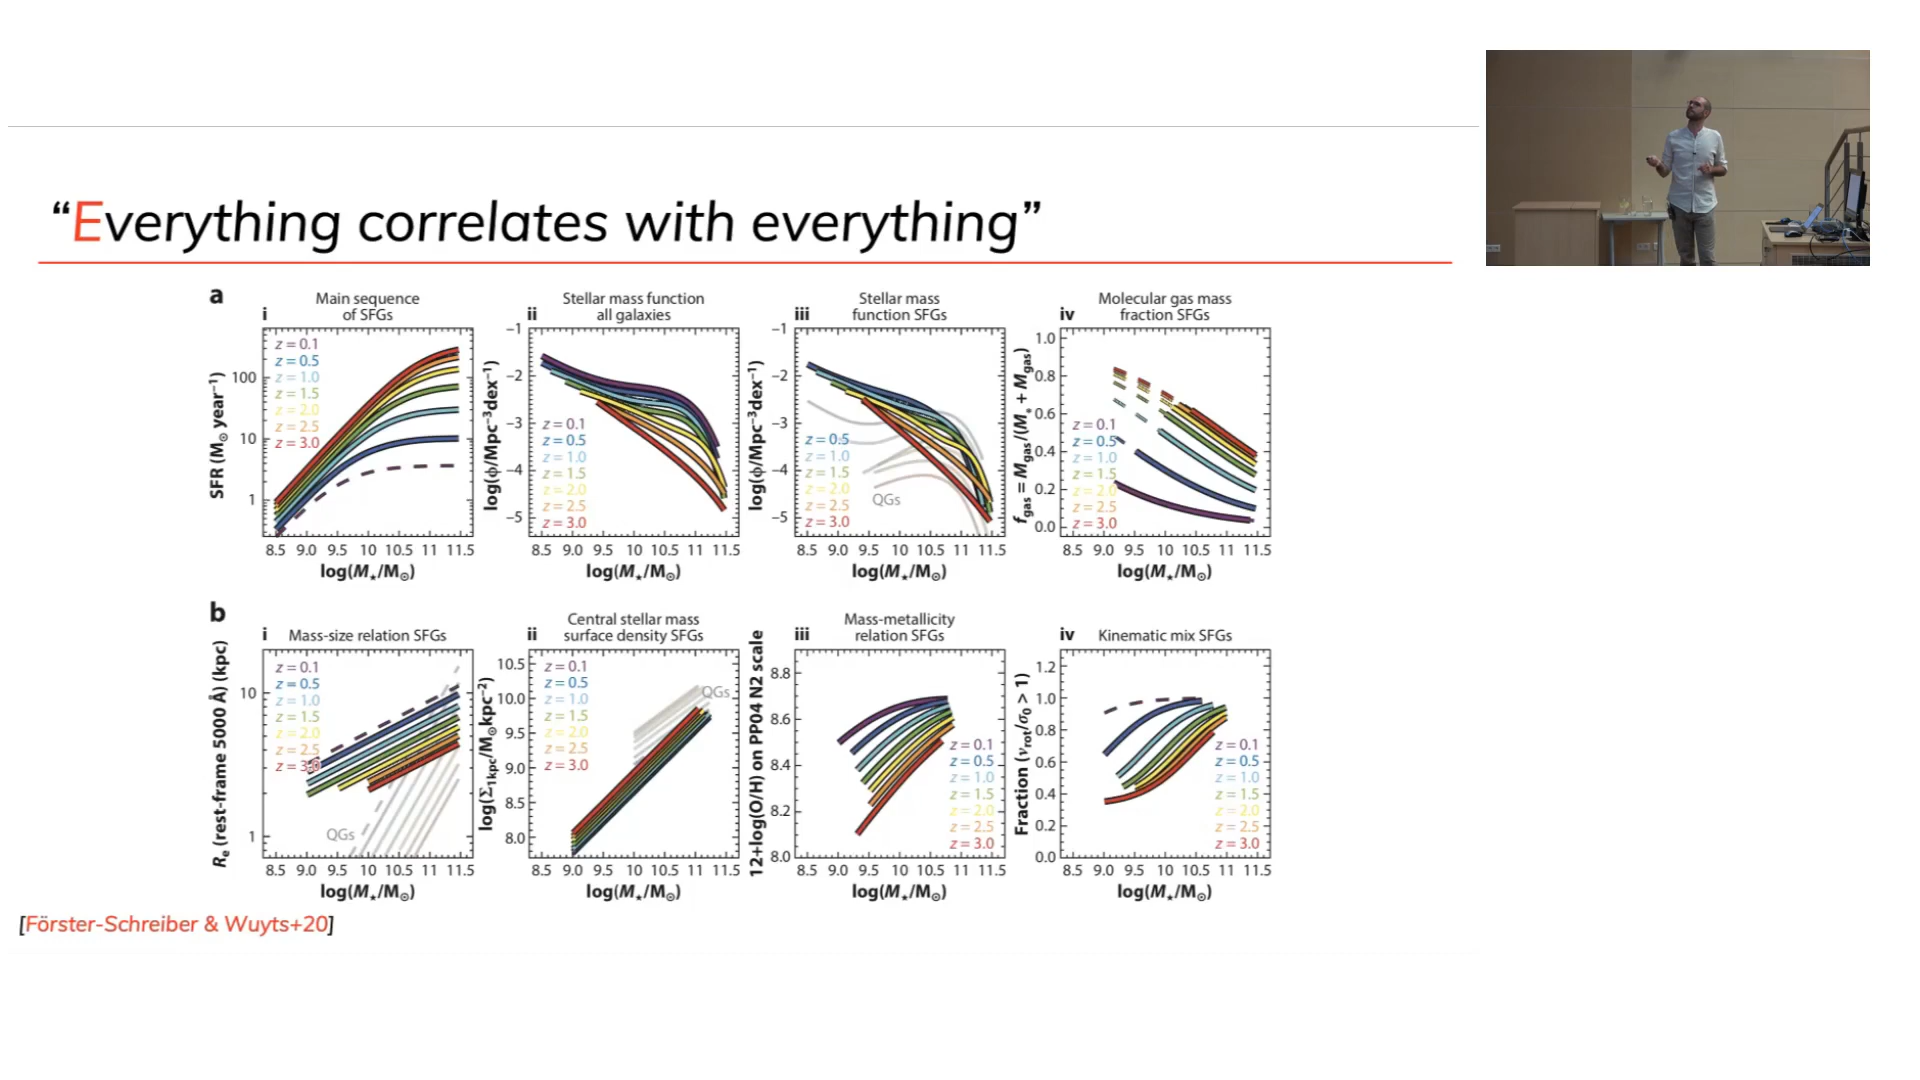 “Everything correlates with everything”
a
i
Main sequence
of SFGs
z = 0.1
z = 0.5
z = 1.0
z = 1.5
z = 2.0
z = 2.5
z = 3.0
SFR (M⊙ year⁻¹)
100
10
1
8.5 9.0 9.5 10 10.5 11 11.5
log(M⋆/M⊙)
ii
Stellar mass function
all galaxies
z = 0.1
z = 0.5
z = 1.0
z = 1.5
z = 2.0
z = 2.5
z = 3.0
log(ϕ/Mpc⁻³dex⁻¹)
−1
−2
−3
−4
−5
8.5 9.0 9.5 10 10.5 11 11.5
log(M⋆/M⊙)
iii
Stellar mass
function SFGs
z = 0.5
z = 1.0
z = 1.5
z = 2.0
z = 2.5
z = 3.0
QGs
log(ϕ/Mpc⁻³dex⁻¹)
−1
−2
−3
−4
−5
8.5 9.0 9.5 10 10.5 11 11.5
log(M⋆/M⊙)
iv
Molecular gas mass
fraction SFGs
z = 0.1
z = 0.5
z = 1.0
z = 1.5
z = 2.0
z = 2.5
z = 3.0
fgas = Mgas/(M⋆ + Mgas)
1.0
0.8
0.6
0.4
0.2
0.0
8.5 9.0 9.5 10 10.5 11 11.5
log(M⋆/M⊙)
b
i
Mass-size relation SFGs
z = 0.1
z = 0.5
z = 1.0
z = 1.5
z = 2.0
z = 2.5
z = 3.0
QGs
Re (rest-frame 5000 Å) (kpc)
10
1
8.5 9.0 9.5 10 10.5 11 11.5
log(M⋆/M⊙)
ii
Central stellar mass
surface density SFGs
z = 0.1
z = 0.5
z = 1.0
z = 1.5
z = 2.0
z = 2.5
z = 3.0
QGs
log(Σ1kpc/M⊙kpc⁻²)
10.5
10.0
9.5
9.0
8.5
8.0
8.5 9.0 9.5 10 10.5 11 11.5
log(M⋆/M⊙)
iii
Mass-metallicity
relation SFGs
z = 0.1
z = 0.5
z = 1.0
z = 1.5
z = 2.0
z = 2.5
z = 3.0
12+log(O/H) on PP04 N2 scale
8.8
8.6
8.4
8.2
8.0
8.5 9.0 9.5 10 10.5 11 11.5
log(M⋆/M⊙)
iv
Kinematic mix SFGs
z = 0.1
z = 0.5
z = 1.0
z = 1.5
z = 2.0
z = 2.5
z = 3.0
Fraction (vrot/σ0 > 1)
1.2
1.0
0.8
0.6
0.4
0.2
0.0
8.5 9.0 9.5 10 10.5 11 11.5
log(M⋆/M⊙)
[Förster-Schreiber & Wuyts+20]